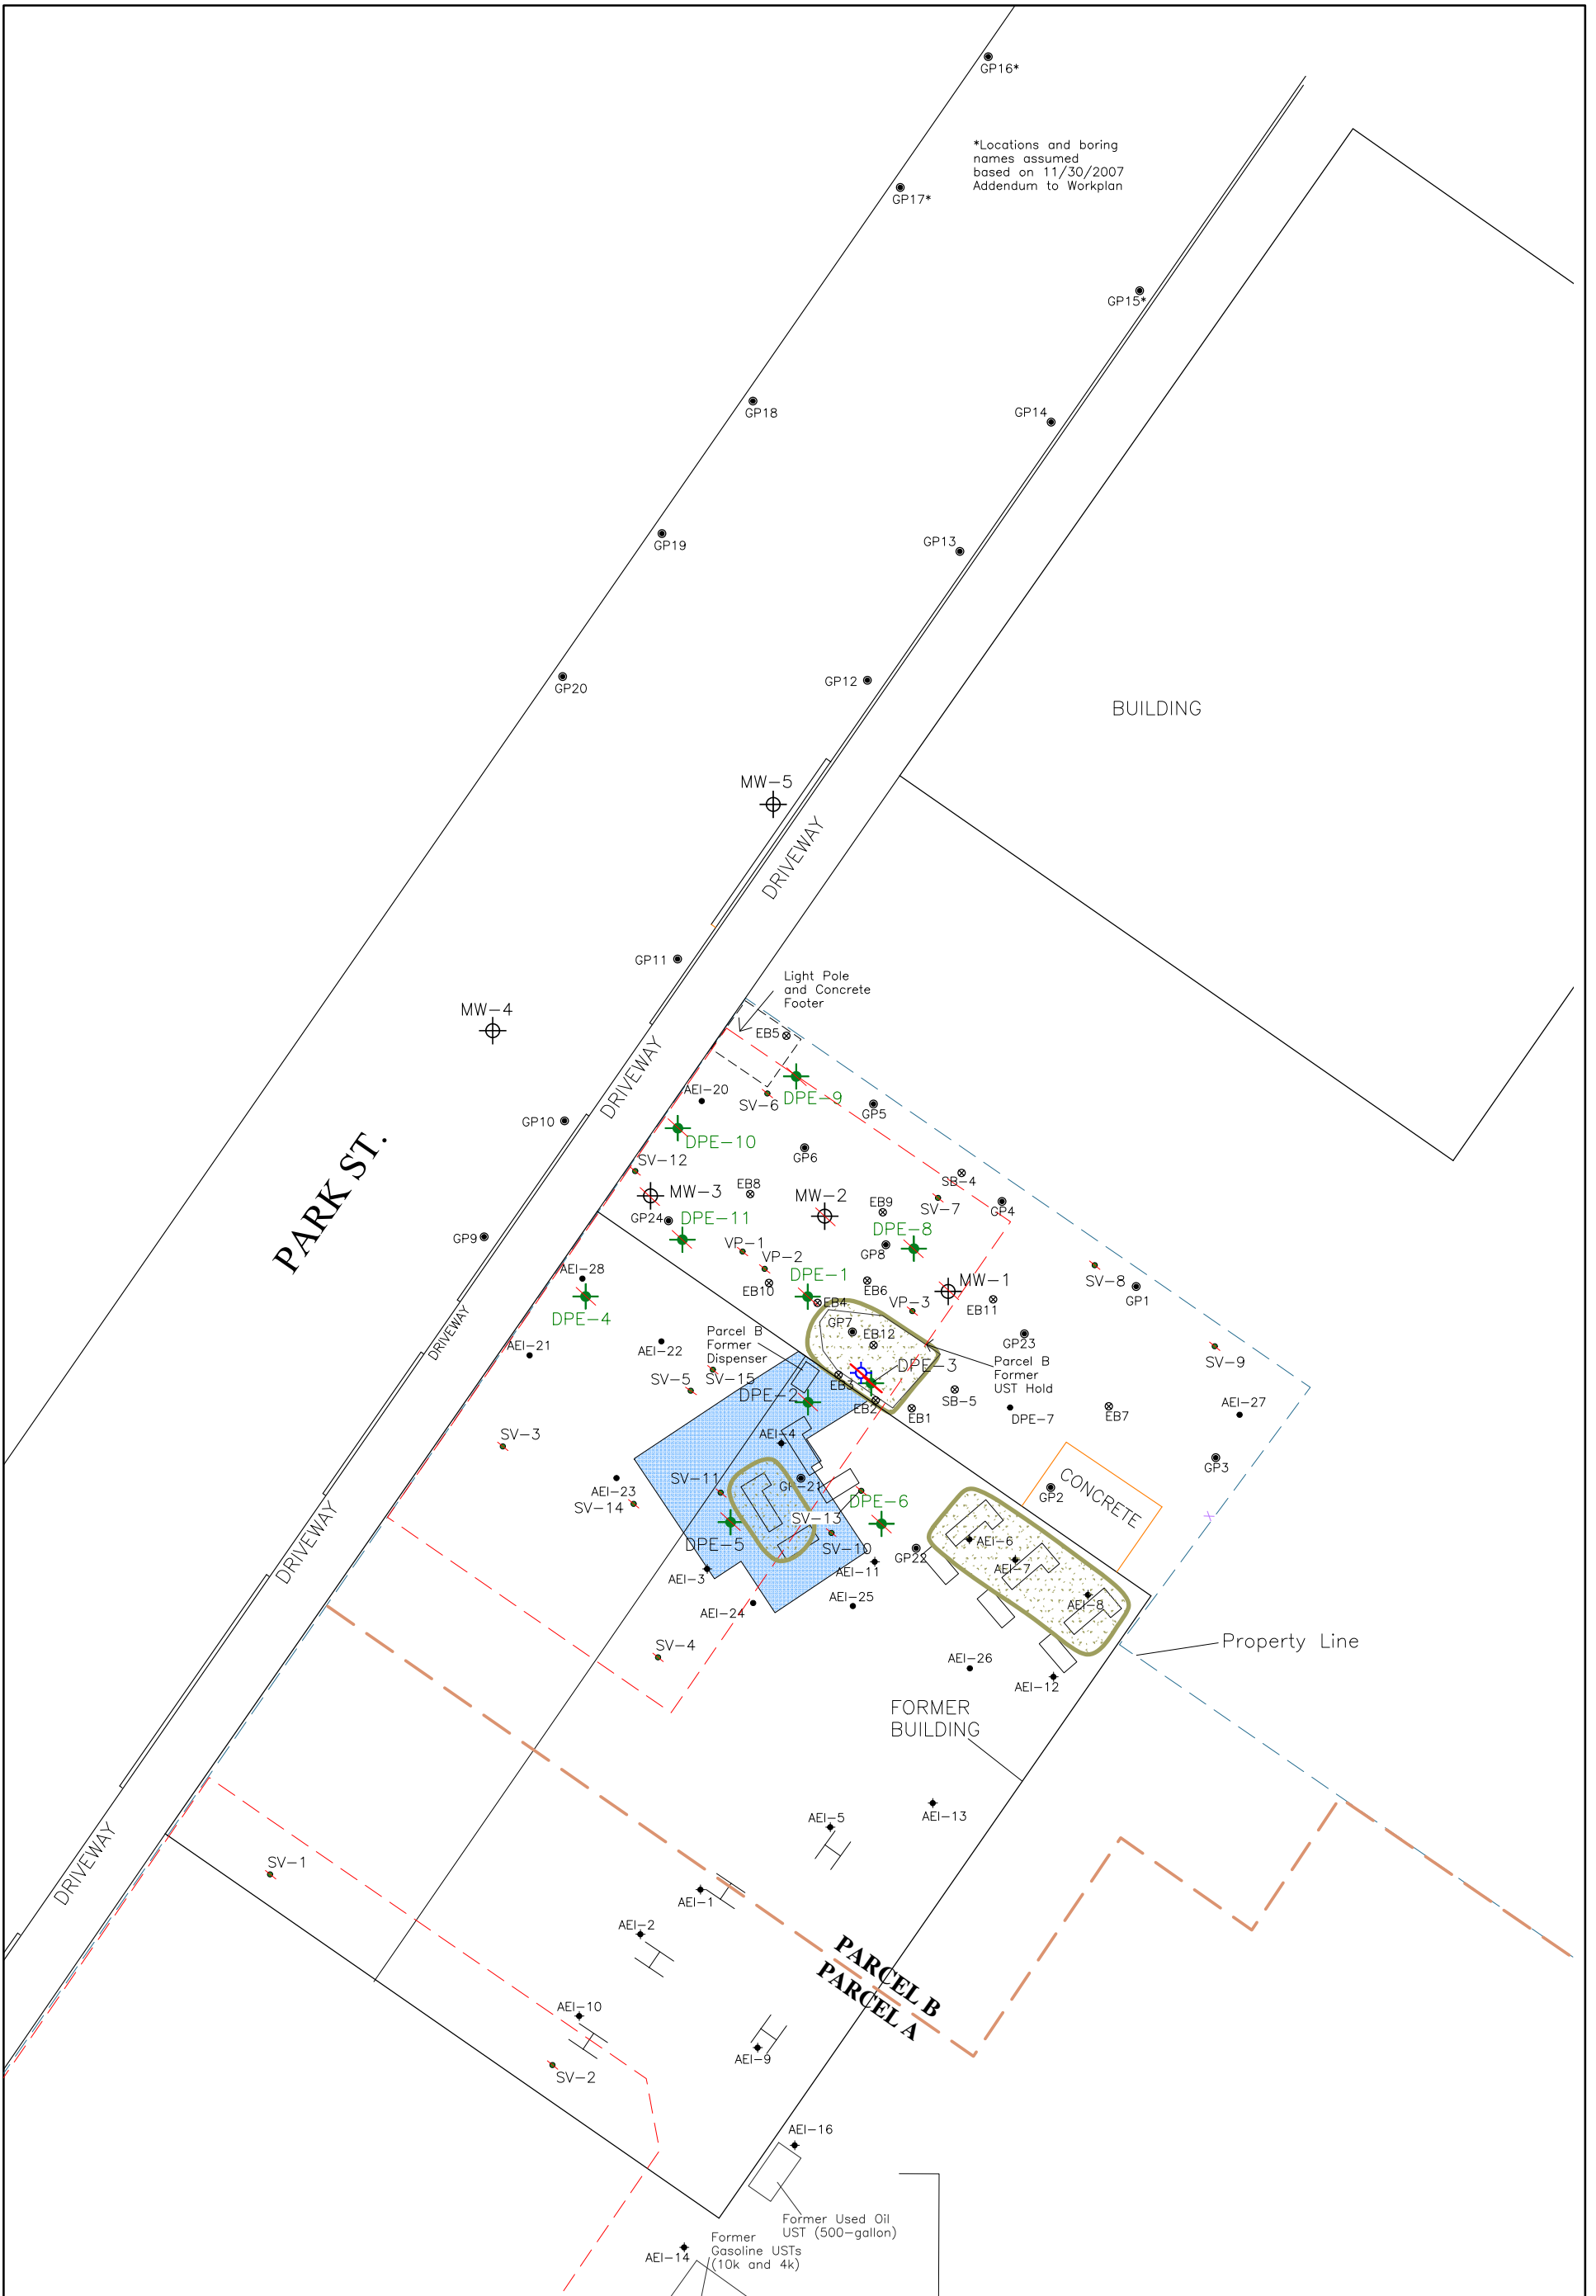 GP16*
*Locations and boring
names assumed
based on 11/30/2007
Addendum to Workplan
GP17*
GP15*
GP18
GP14
GP19
GP13
GP20
GP12
BUILDING
MW-5
DRIVEWAY
GP11
MW-4
Light Pole
and Concrete
Footer
EB5
DRIVEWAY
AEI-20
SV-6
DPE-9
GP5
GP10
DPE-10
GP6
PARK ST.
SV-12
SB-4
MW-3
EB8
MW-2
EB9
SV-7
GP4
GP24
DPE-11
DPE-8
GP9
VP-1
GP8
VP-2
SV-8
AEI-28
DPE-1
EB10
EB6
MW-1
GP1
DPE-4
EB4
VP-3
EB11
DRIVEWAY
GP7
EB12
GP23
AEI-21
AEI-22
Parcel B
Former
Dispenser
SV-9
DPE-3
Parcel B
Former
UST Hold
SV-15
SV-5
EB3
SB-5
DPE-2
EB2
EB1
DPE-7
EB7
AEI-27
SV-3
AEI-4
GP3
AEI-23
SV-11
GP-21
GP2
CONCRETE
SV-14
DPE-6
SV-13
DRIVEWAY
DPE-5
SV-10
AEI-6
GP22
AEI-7
AEI-3
AEI-11
AEI-8
AEI-24
AEI-25
SV-4
Property Line
AEI-26
AEI-12
FORMER
BUILDING
AEI-13
AEI-5
DRIVEWAY
SV-1
AEI-1
AEI-2
PARCEL B
PARCEL A
AEI-10
AEI-9
SV-2
AEI-16
Former Used Oil
UST (500-gallon)
AEI-14
Former
Gasoline USTs
(10k and 4k)